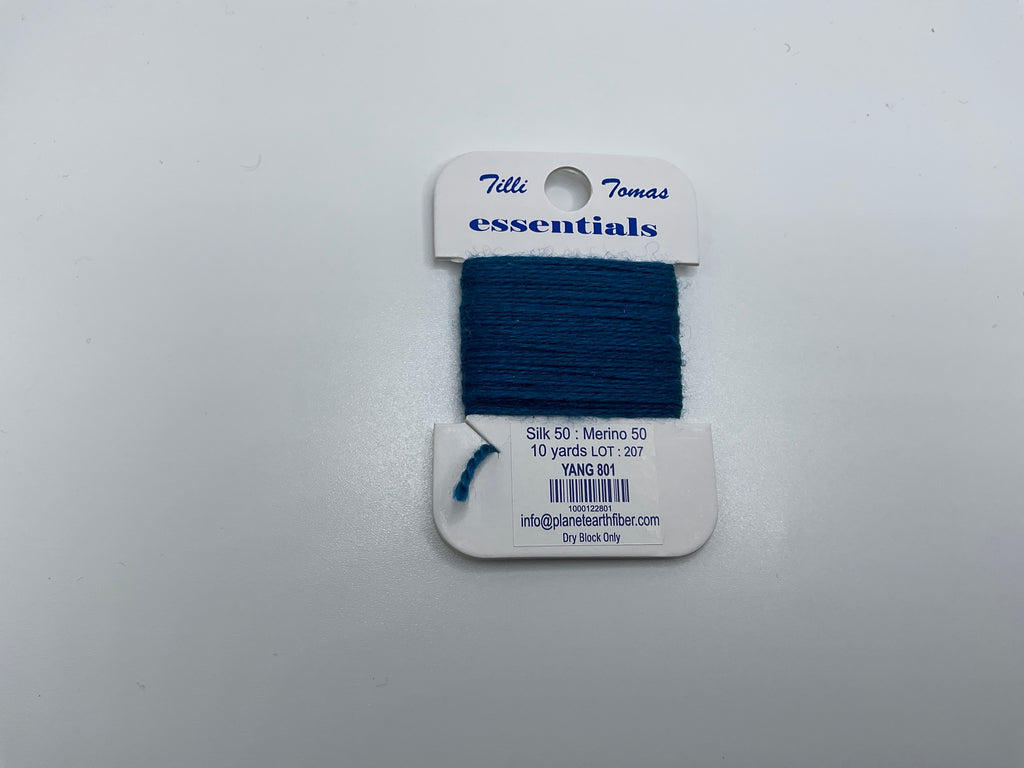 Tilli Tomas
essentials
Silk 50 : Merino 50
10 yards LOT : 207
YANG 801
1000122801
info@planetearthfiber.com
Dry Block Only